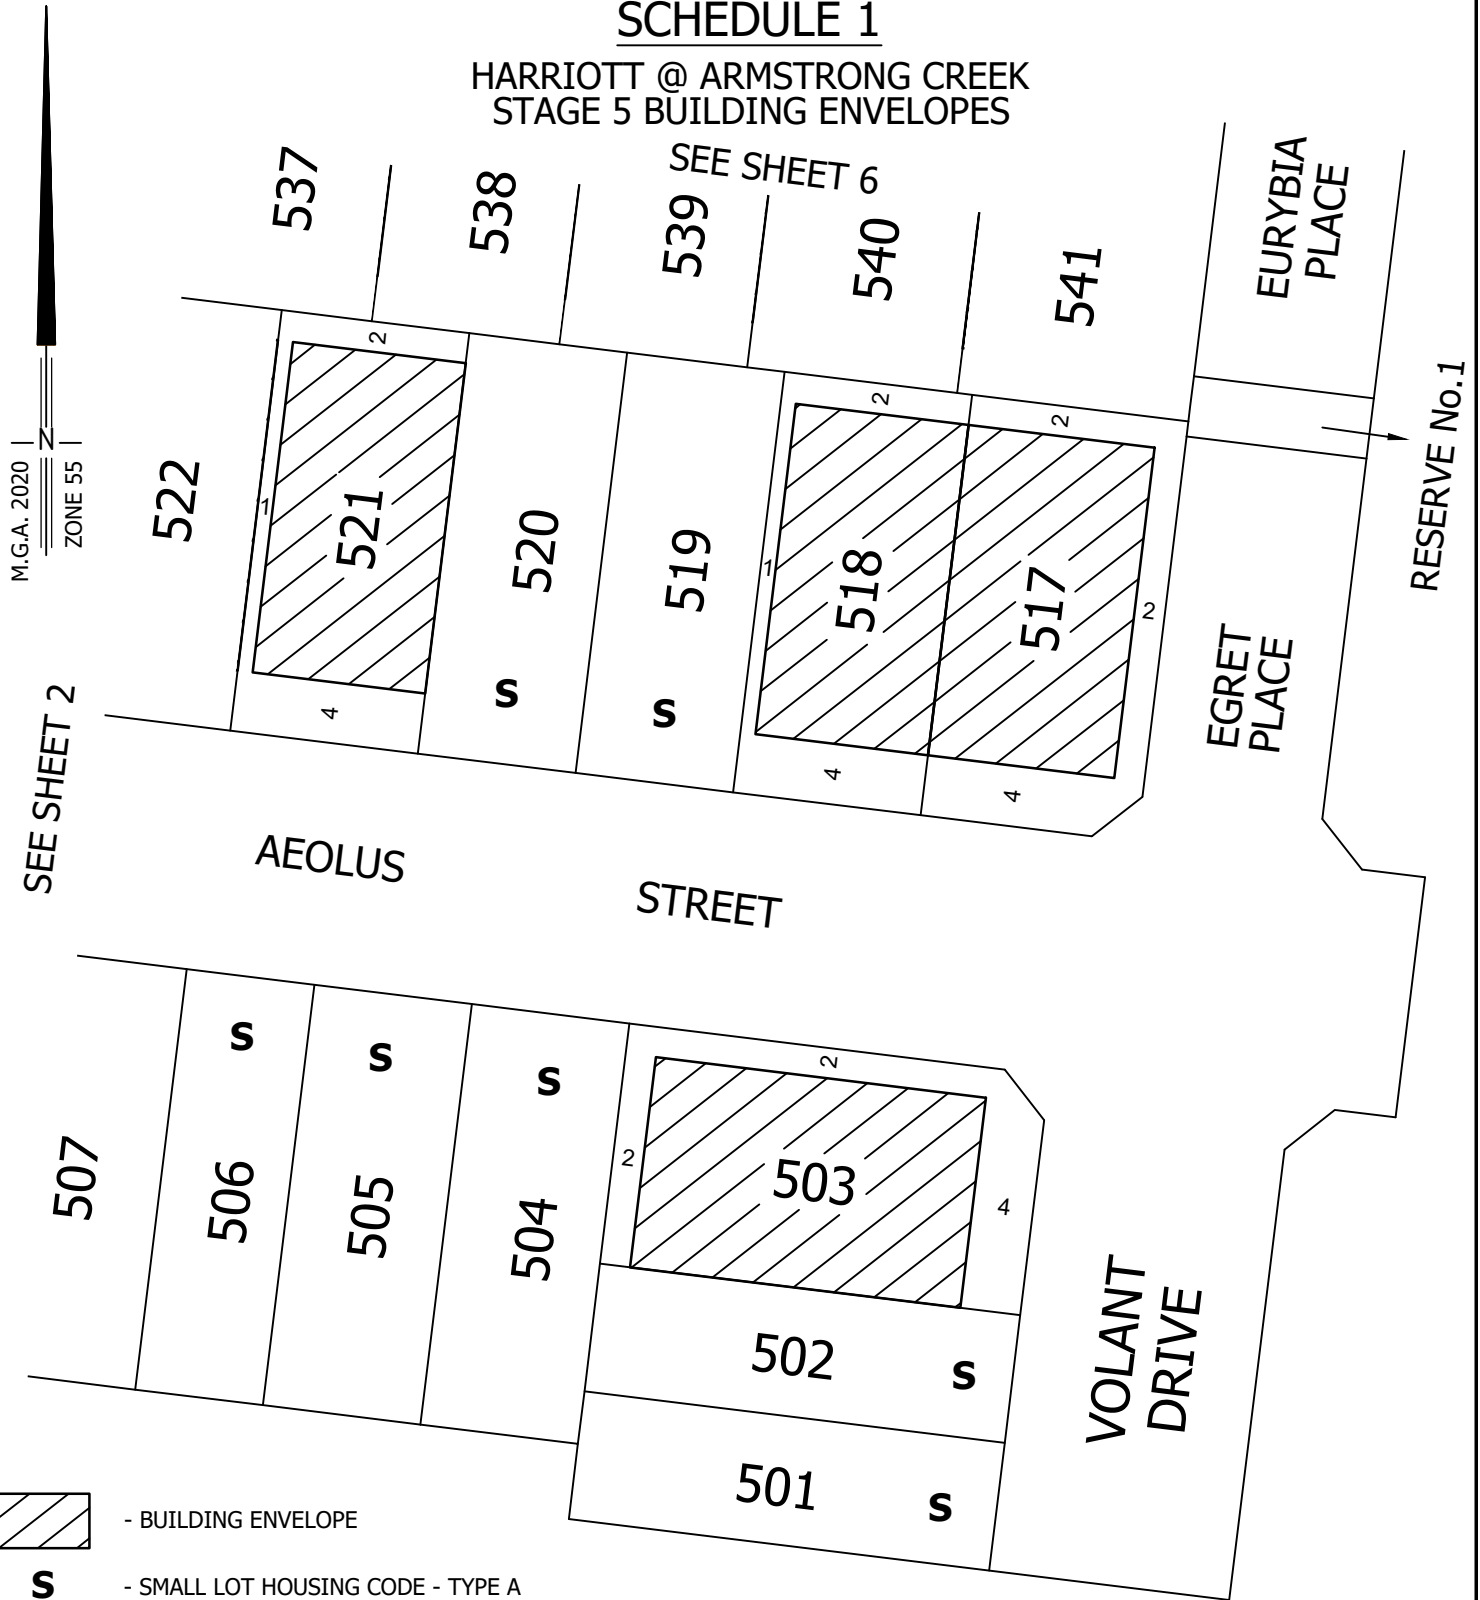 SCHEDULE 1
HARRIOTT @ ARMSTRONG CREEK
STAGE 5 BUILDING ENVELOPES
SEE SHEET 6
537
538
539
540
541
EURYBIA
PLACE
RESERVE No.1
N
M.G.A. 2020
ZONE 55
522
2
1
521
4
520
S
519
S
2
1
518
4
2
517
2
4
EGRET
PLACE
SEE SHEET 2
AEOLUS
STREET
507
S
506
S
505
S
504
2
2
503
4
502
S
501
S
VOLANT
DRIVE
- BUILDING ENVELOPE
S - SMALL LOT HOUSING CODE - TYPE A